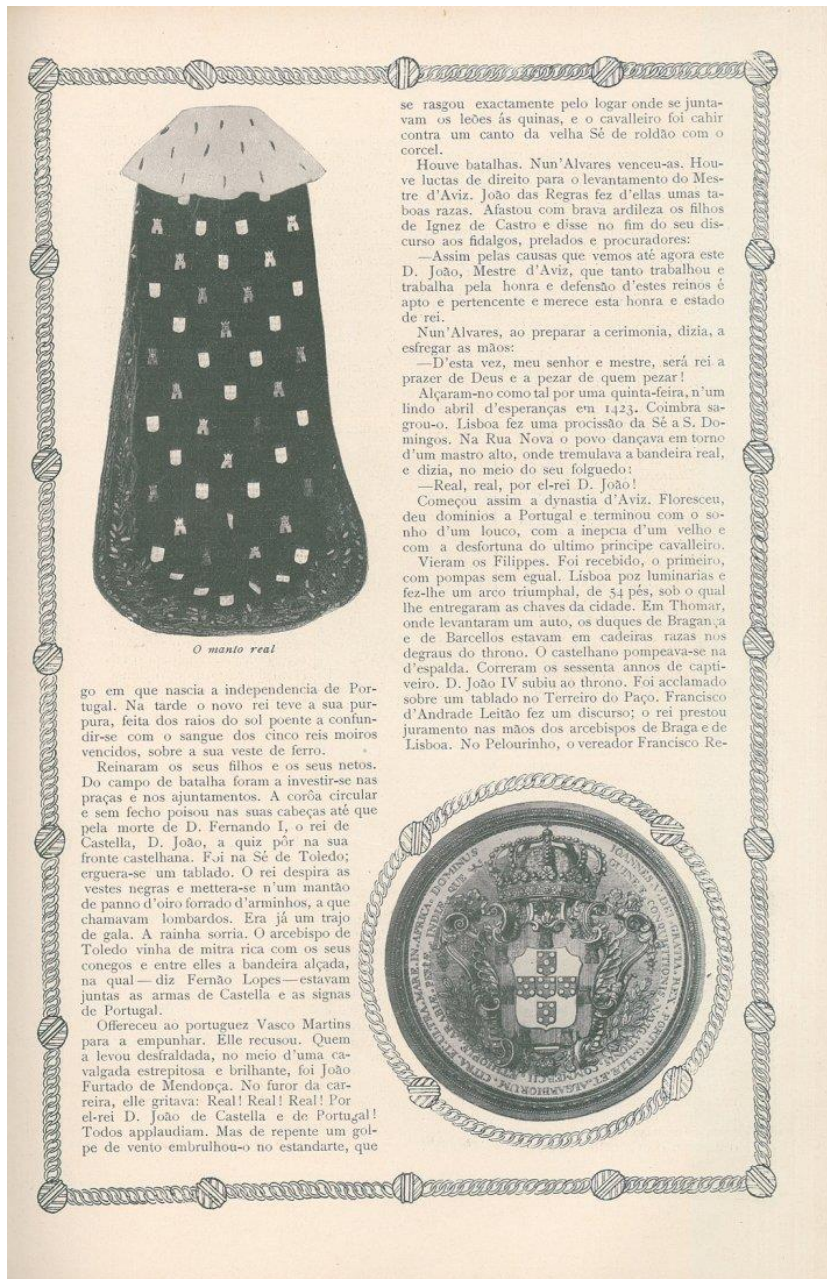 O manto real
go em que nascia a independencia de Por-
tugal. Na tarde o novo rei teve a sua pur-
pura, feita dos raios do sol poente a confun-
dir-se com o sangue dos cinco reis moiros
vencidos, sobre a sua veste de ferro.
Reinaram os seus filhos e os seus netos.
Do campo de batalha foram a investir-se nas
praças e nos ajuntamentos. A corôa circular
e sem fecho poisou nas suas cabeças até que
pela morte de D. Fernando I, o rei de
Castella, D. João, a quiz pôr na sua
fronte castelhana. Foi na Sé de Toledo;
erguera-se um tablado. O rei despira as
vestes negras e mettera-se n'um mantão
de panno d'oiro forrado d'arminhos, a que
chamavam lombardos. Era já um trajo
de gala. A rainha sorria. O arcebispo de
Toledo vinha de mitra rica com os seus
conegos e entre elles a bandeira alçada,
na qual — diz Fernão Lopes — estavam
juntas as armas de Castella e as signas
de Portugal.
Offereceu ao portuguez Vasco Martins
para a empunhar. Elle recusou. Quem
a levou desfraldada, no meio d'uma ca-
valgada estrepitosa e brilhante, foi João
Furtado de Mendonça. No furor da car-
reira, elle gritava: Real! Real! Real! Por
el-rei D. João de Castella e de Portugal!
Todos applaudiam. Mas de repente um gol-
pe de vento embrulhou-o no estandarte, que
se rasgou exactamente pelo logar onde se junta-
vam os leões ás quinas, e o cavalleiro foi cahir
contra um canto da velha Sé de roldão com o
corcel.
Houve batalhas. Nun'Alvares venceu-as. Hou-
ve luctas de direito para o levantamento do Mes-
tre d'Aviz. João das Regras fez d'ellas umas ta-
boas razas. Afastou com brava ardileza os filhos
de Ignez de Castro e disse no fim do seu dis-
curso aos fidalgos, prelados e procuradores:
—Assim pelas causas que vemos até agora este
D. João, Mestre d'Aviz, que tanto trabalhou e
trabalha pela honra e defensão d'estes reinos é
apto e pertencente e merece esta honra e estado
de rei.
Nun'Alvares, ao preparar a cerimonia, dizia, a
esfregar as mãos:
—D'esta vez, meu senhor e mestre, será rei a
prazer de Deus e a pezar de quem pezar!
Alçaram-no como tal por uma quinta-feira, n'um
lindo abril d'esperanças em 1423. Coimbra sa-
grou-o. Lisboa fez uma procissão da Sé a S. Do-
mingos. Na Rua Nova o povo dançava em torno
d'um mastro alto, onde tremulava a bandeira real,
e dizia, no meio do seu folguedo:
—Real, real, por el-rei D. João!
Começou assim a dynastia d'Aviz. Floresceu,
deu dominios a Portugal e terminou com o so-
nho d'um louco, com a inepcia d'um velho e
com a desfortuna do ultimo principe cavalleiro.
Vieram os Filippes. Foi recebido, o primeiro,
com pompas sem egual. Lisboa poz luminarias e
fez-lhe um arco triumphal, de 54 pés, sob o qual
lhe entregaram as chaves da cidade. Em Thomar,
onde levantaram um auto, os duques de Bragança
e de Barcellos estavam em cadeiras razas nos
degraus do throno. O castelhano pompeava-se na
d'espalda. Correram os sessenta annos de capti-
veiro. D. João IV subiu ao throno. Foi acclamado
sobre um tablado no Terreiro do Paço. Francisco
d'Andrade Leitão fez um discurso; o rei prestou
juramento nas mãos dos arcebispos de Braga e de
Lisboa. No Pelourinho, o vereador Francisco Re-
IOANNES V DEI GRATIA REX PORTUGALLIÆ ET ALGARBIORUM CITRA ET ULTRA MARE IN AFRICA DOMINUS